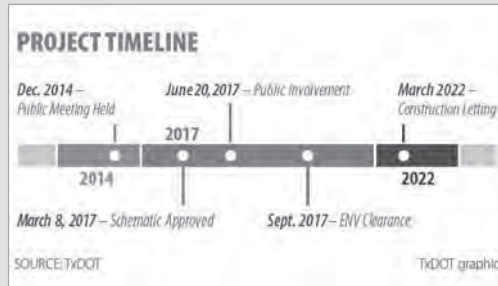 PROJECT TIMELINE
Dec. 2014 –
Public Meeting Held
June 20, 2017 – Public Involvement
March 2022 –
Construction Letting
2017
2014
2022
March 8, 2017 – Schematic Approved
Sept. 2017 – ENV Clearance
SOURCE: TxDOT
TxDOT graphic